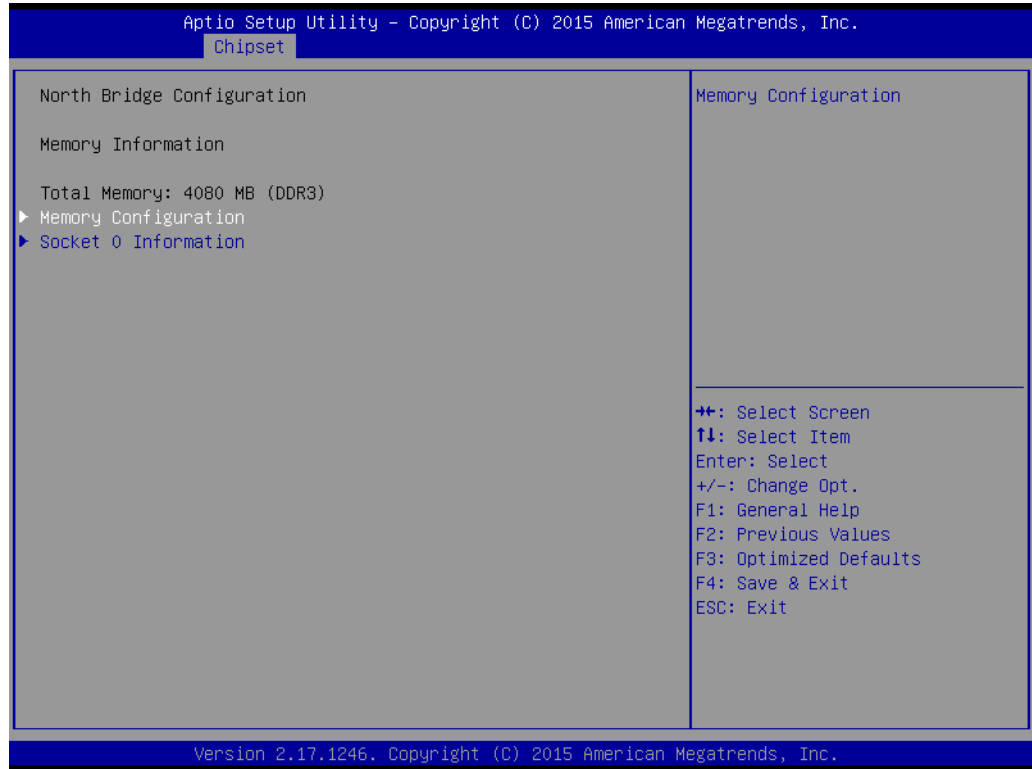 Aptio Setup Utility – Copyright (C) 2015 American Megatrends, Inc.
Chipset
North Bridge Configuration
Memory Information
Total Memory: 4080 MB (DDR3)
▶ Memory Configuration
▶ Socket 0 Information
Memory Configuration
→←: Select Screen
↑↓: Select Item
Enter: Select
+/-: Change Opt.
F1: General Help
F2: Previous Values
F3: Optimized Defaults
F4: Save & Exit
ESC: Exit
Version 2.17.1246. Copyright (C) 2015 American Megatrends, Inc.